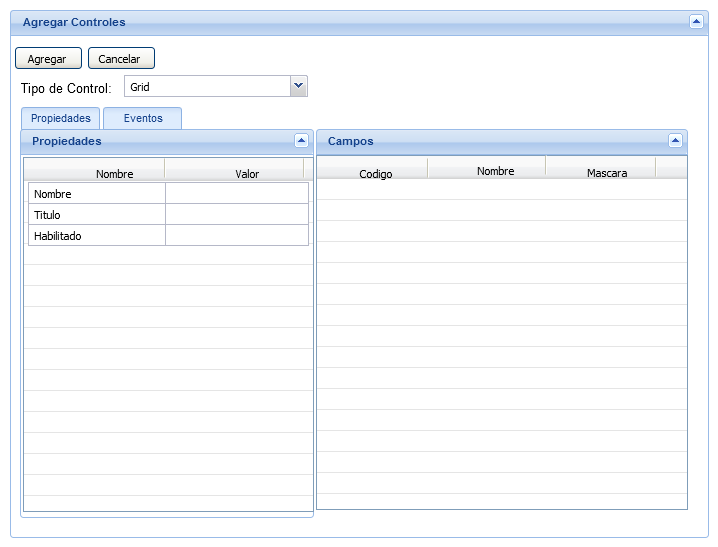 Agregar Controles
Agregar Cancelar
Tipo de Control: Grid
Propiedades Eventos
Propiedades Campos
Nombre Valor Codigo Nombre Mascara
Nombre
Titulo
Habilitado